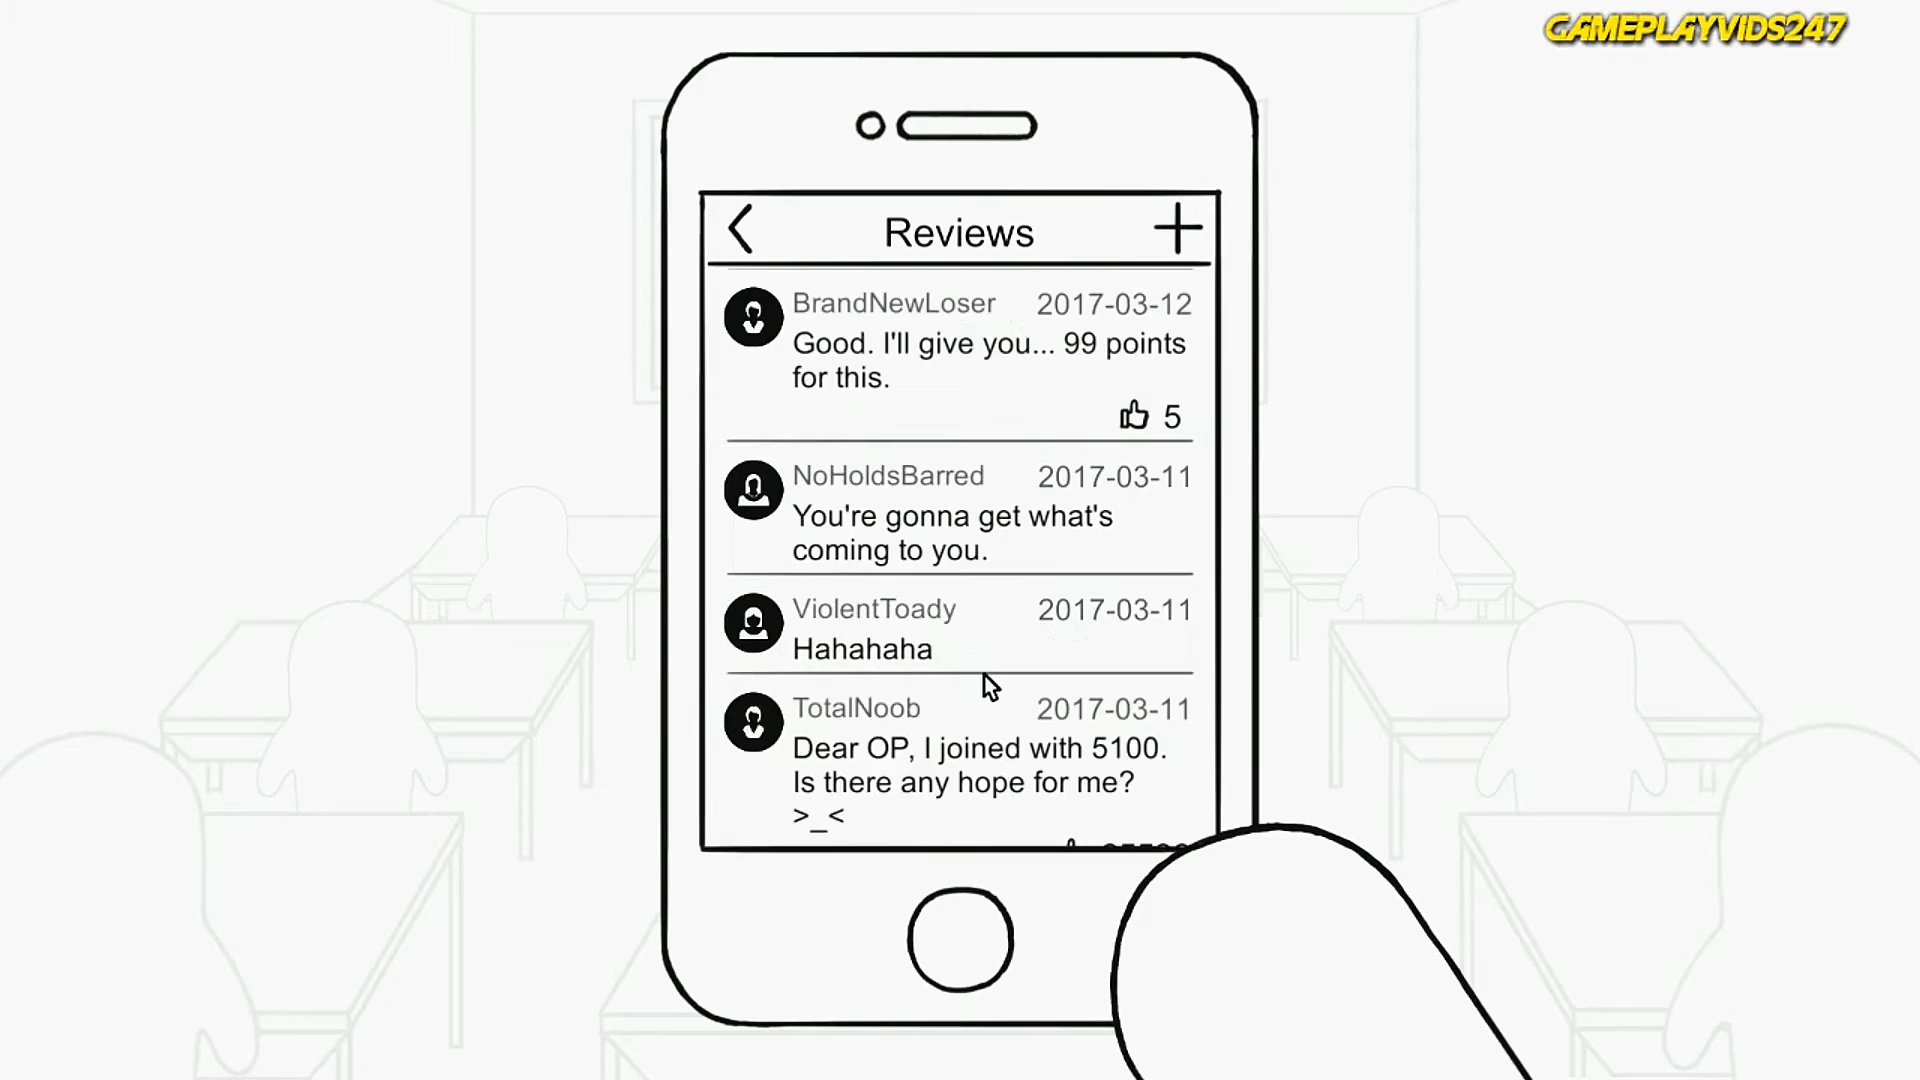 GAMEPLAYVIDS247
Reviews
BrandNewLoser 2017-03-12
Good. I'll give you... 99 points
for this.
5
NoHoldsBarred 2017-03-11
You're gonna get what's
coming to you.
ViolentToady 2017-03-11
Hahahaha
TotalNoob 2017-03-11
Dear OP, I joined with 5100.
Is there any hope for me?
>_<